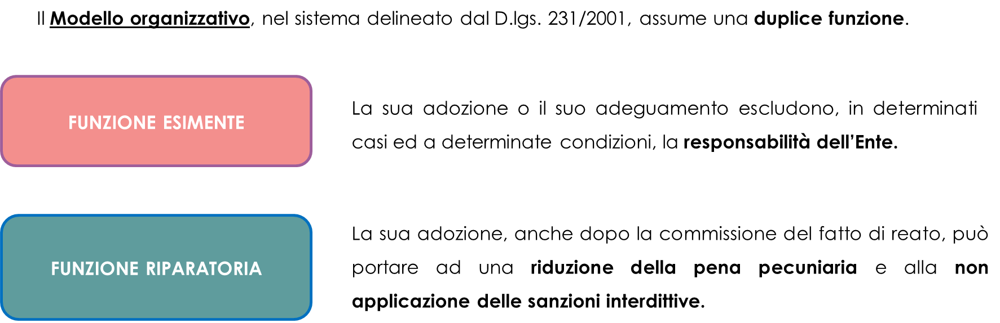 Il Modello organizzativo, nel sistema delineato dal D.lgs. 231/2001, assume una duplice funzione.
FUNZIONE ESIMENTE
La sua adozione o il suo adeguamento escludono, in determinati
casi ed a determinate condizioni, la responsabilità dell’Ente.
FUNZIONE RIPARATORIA
La sua adozione, anche dopo la commissione del fatto di reato, può
portare ad una riduzione della pena pecuniaria e alla non
applicazione delle sanzioni interdittive.